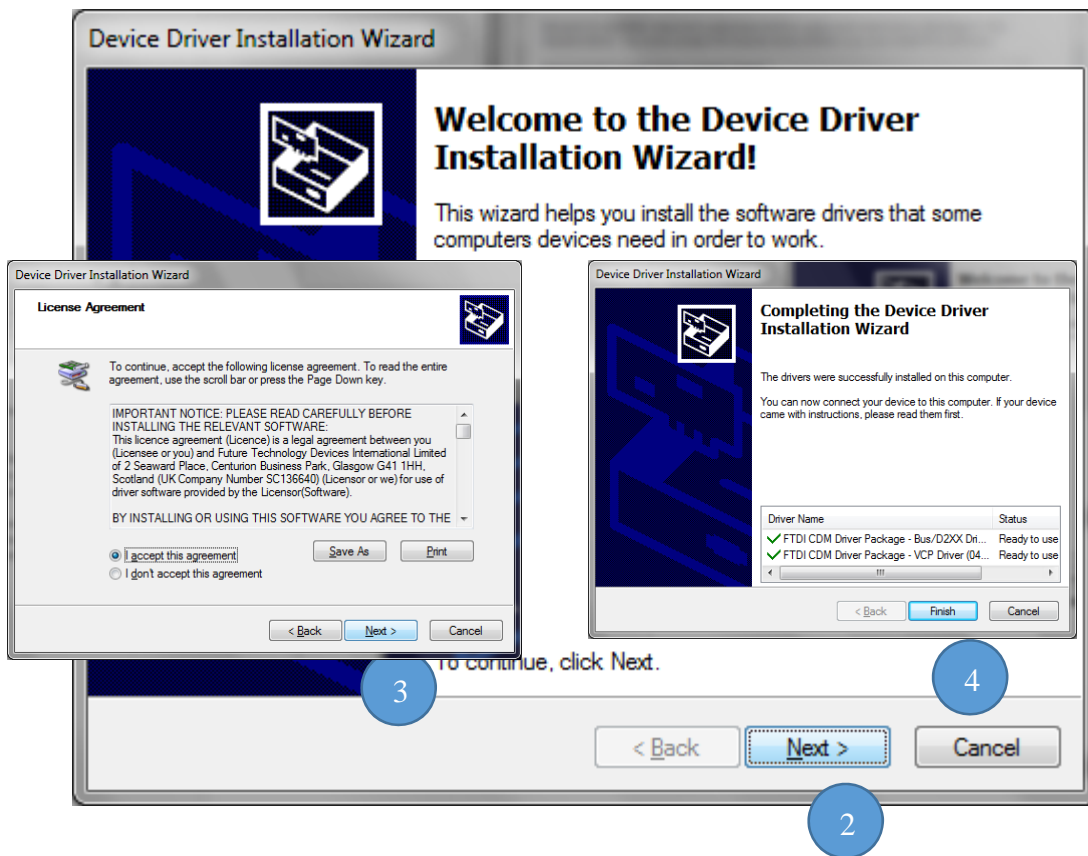 Device Driver Installation Wizard
Welcome to the Device Driver
Installation Wizard!
This wizard helps you install the software drivers that some
computers devices need in order to work.
Device Driver Installation Wizard
License Agreement
To continue, accept the following license agreement. To read the entire
agreement, use the scroll bar or press the Page Down key.
IMPORTANT NOTICE: PLEASE READ CAREFULLY BEFORE
INSTALLING THE RELEVANT SOFTWARE:
This licence agreement (Licence) is a legal agreement between you
(Licensee or you) and Future Technology Devices International Limited
of 2 Seaward Place, Centurion Business Park, Glasgow G41 1HH,
Scotland (UK Company Number SC136640) (Licensor or we) for use of
driver software provided by the Licensor(Software).
BY INSTALLING OR USING THIS SOFTWARE YOU AGREE TO THE
I accept this agreement
Save As
Print
I don't accept this agreement
< Back
Next >
Cancel
3
Device Driver Installation Wizard
Completing the Device Driver
Installation Wizard
The drivers were successfully installed on this computer.
You can now connect your device to this computer. If your device
came with instructions, please read them first.
Driver Name Status
FTDI CDM Driver Package - Bus/D2XX Dri... Ready to use
FTDI CDM Driver Package - VCP Driver (04... Ready to use
< Back
Finish
Cancel
4
To continue, click Next.
< Back
Next >
Cancel
2